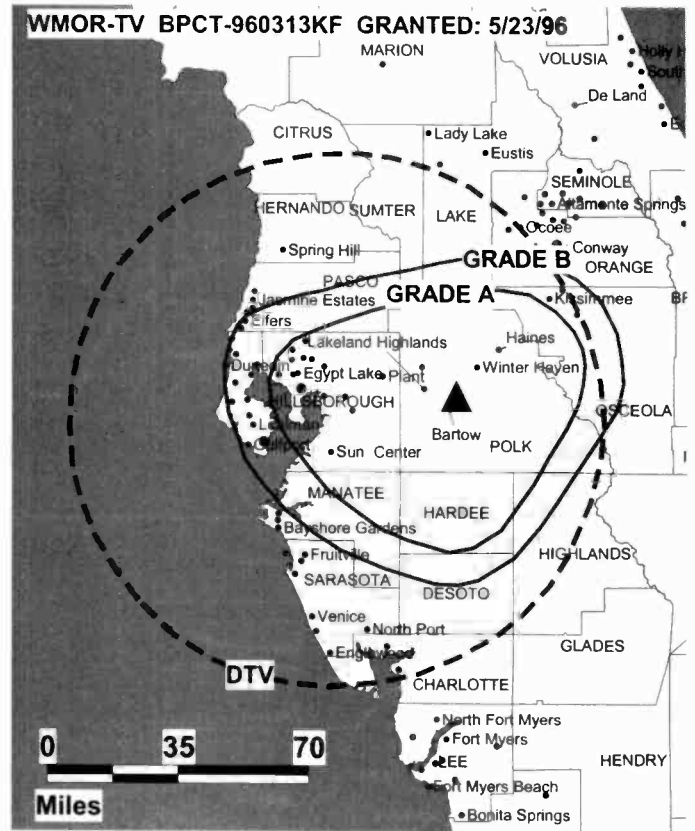 WMOR-TV BPCT-960313KF GRANTED: 5/23/96
MARION
VOLUSIA
De Land
CITRUS
Lady Lake
Eustis
SEMINOLE
Altamonte Springs
HERNANDO
SUMTER
LAKE
Ocoee
Spring Hill
Conway
GRADE B
ORANGE
PASCO
GRADE A
Jasmine Estates
Kissimmee
Elfers
Lakeland Highlands
Haines
Dunedin
Egypt Lake
Plant
Winter Haven
HILLSBOROUGH
OSCEOLA
Lealman
Bartow
Gulfport
Sun Center
POLK
MANATEE
HARDEE
Bayshore Gardens
Fruitville
HIGHLANDS
SARASOTA
DESOTO
Venice
North Port
GLADES
Englewood
DTV
CHARLOTTE
North Fort Myers
0 35 70
Fort Myers
LEE
HENDRY
Fort Myers Beach
Miles
Bonita Springs